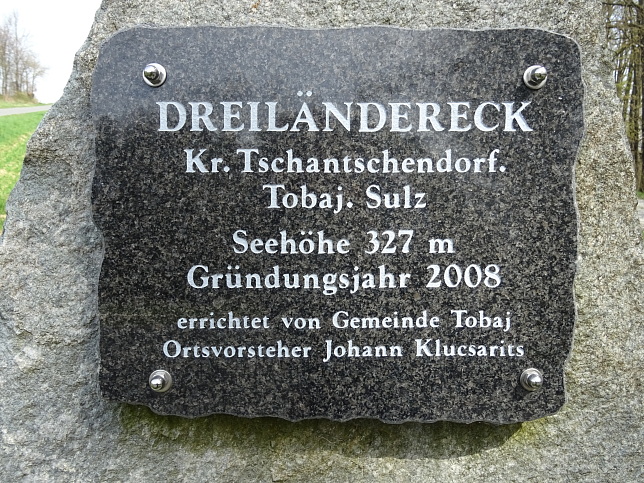 DREILÄNDERECK
Kr. Tschantschendorf.
Tobaj. Sulz
Seehöhe 327 m
Gründungsjahr 2008
errichtet von Gemeinde Tobaj
Ortsvorsteher Johann Klucsarits